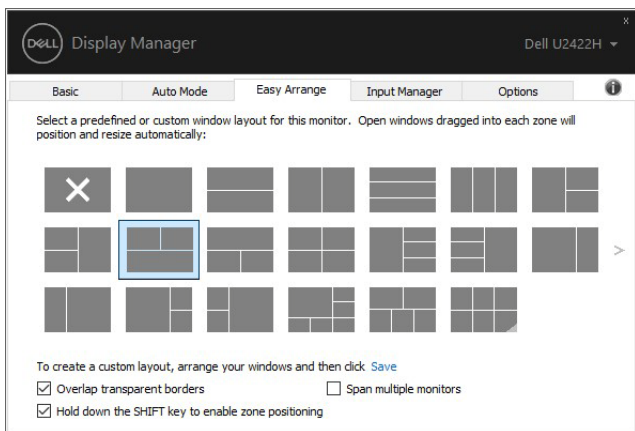 x
DELL Display Manager Dell U2422H
Basic Auto Mode Easy Arrange Input Manager Options i
Select a predefined or custom window layout for this monitor. Open windows dragged into each zone will
position and resize automatically:
>
To create a custom layout, arrange your windows and then click Save
Overlap transparent borders Span multiple monitors
Hold down the SHIFT key to enable zone positioning